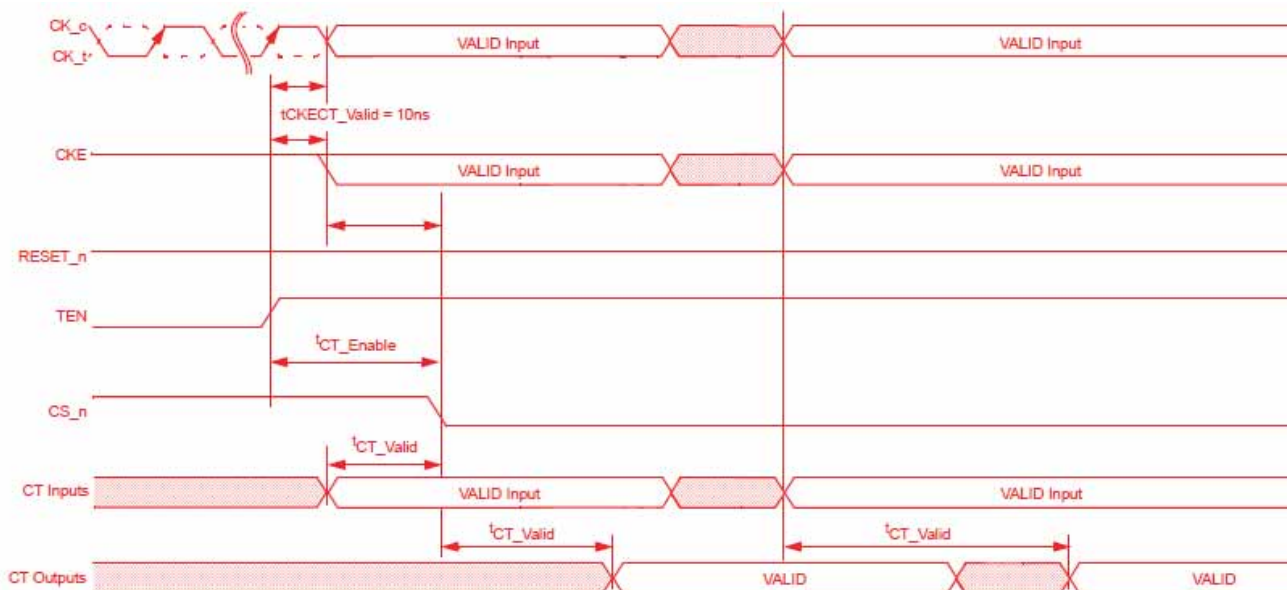 CK_c
VALID Input
VALID Input
CK_t
tCKECT_Valid = 10ns
CKE
VALID Input
VALID Input
RESET_n
TEN
tCT_Enable
CS_n
tCT_Valid
CT Inputs
VALID Input
VALID Input
tCT_Valid
tCT_Valid
CT Outputs
VALID
VALID